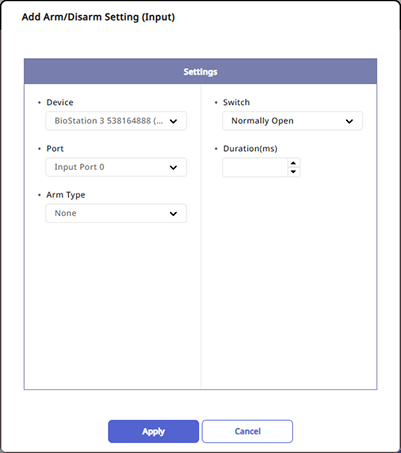 Add Arm/Disarm Setting (Input)
Settings
• Device
BioStation 3 538164888 (...
• Port
Input Port 0
• Arm Type
None
• Switch
Normally Open
• Duration(ms)
Apply
Cancel